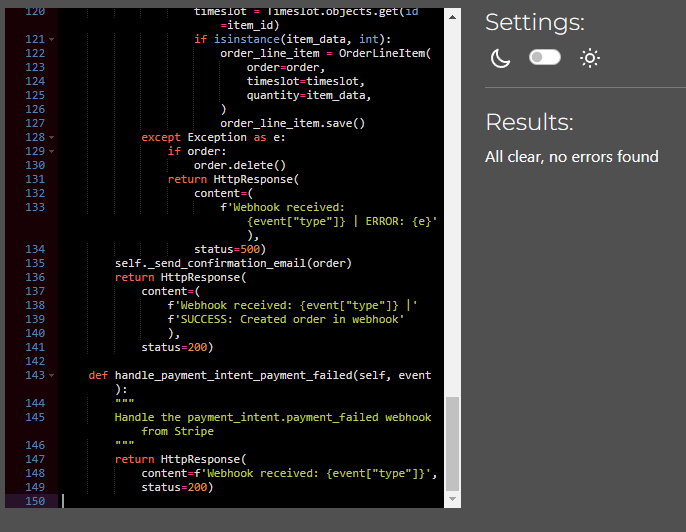 120 timeslot = Timeslot.objects.get(id
=item_id)
121 if isinstance(item_data, int):
122 order_line_item = OrderLineItem(
123 order=order,
124 timeslot=timeslot,
125 quantity=item_data,
126 )
127 order_line_item.save()
128 except Exception as e:
129 if order:
130 order.delete()
131 return HttpResponse(
132 content=(
133 f'Webhook received:
{event["type"]} | ERROR: {e}'
),
134 status=500)
135 self._send_confirmation_email(order)
136 return HttpResponse(
137 content=(
138 f'Webhook received: {event["type"]} |'
139 f'SUCCESS: Created order in webhook'
140 ),
141 status=200)
142
143 def handle_payment_intent_payment_failed(self, event
):
144 """
145 Handle the payment_intent.payment_failed webhook
from Stripe
146 """
147 return HttpResponse(
148 content=f'Webhook received: {event["type"]}',
149 status=200)
150
Settings:
Results:
All clear, no errors found